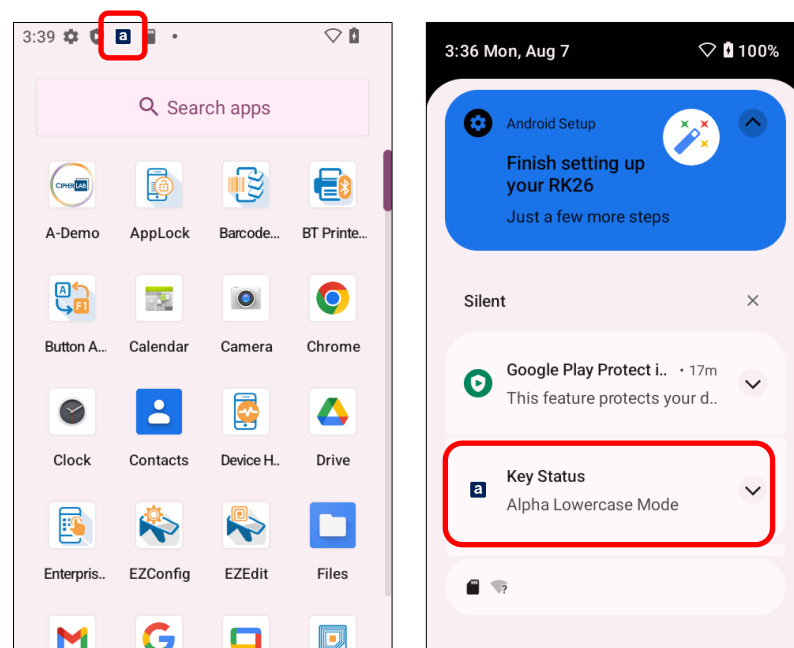 3:39
a
Search apps
CIPHERLAB
A-Demo
AppLock
Barcode...
BT Printe...
A
F1
Button A...
Calendar
Camera
Chrome
Clock
Contacts
Device H..
Drive
Enterpris..
EZConfig
EZEdit
Files
3:36 Mon, Aug 7
100%
Android Setup
Finish setting up
your RK26
Just a few more steps
Silent
Google Play Protect i.. • 17m
This feature protects your d..
a
Key Status
Alpha Lowercase Mode
?